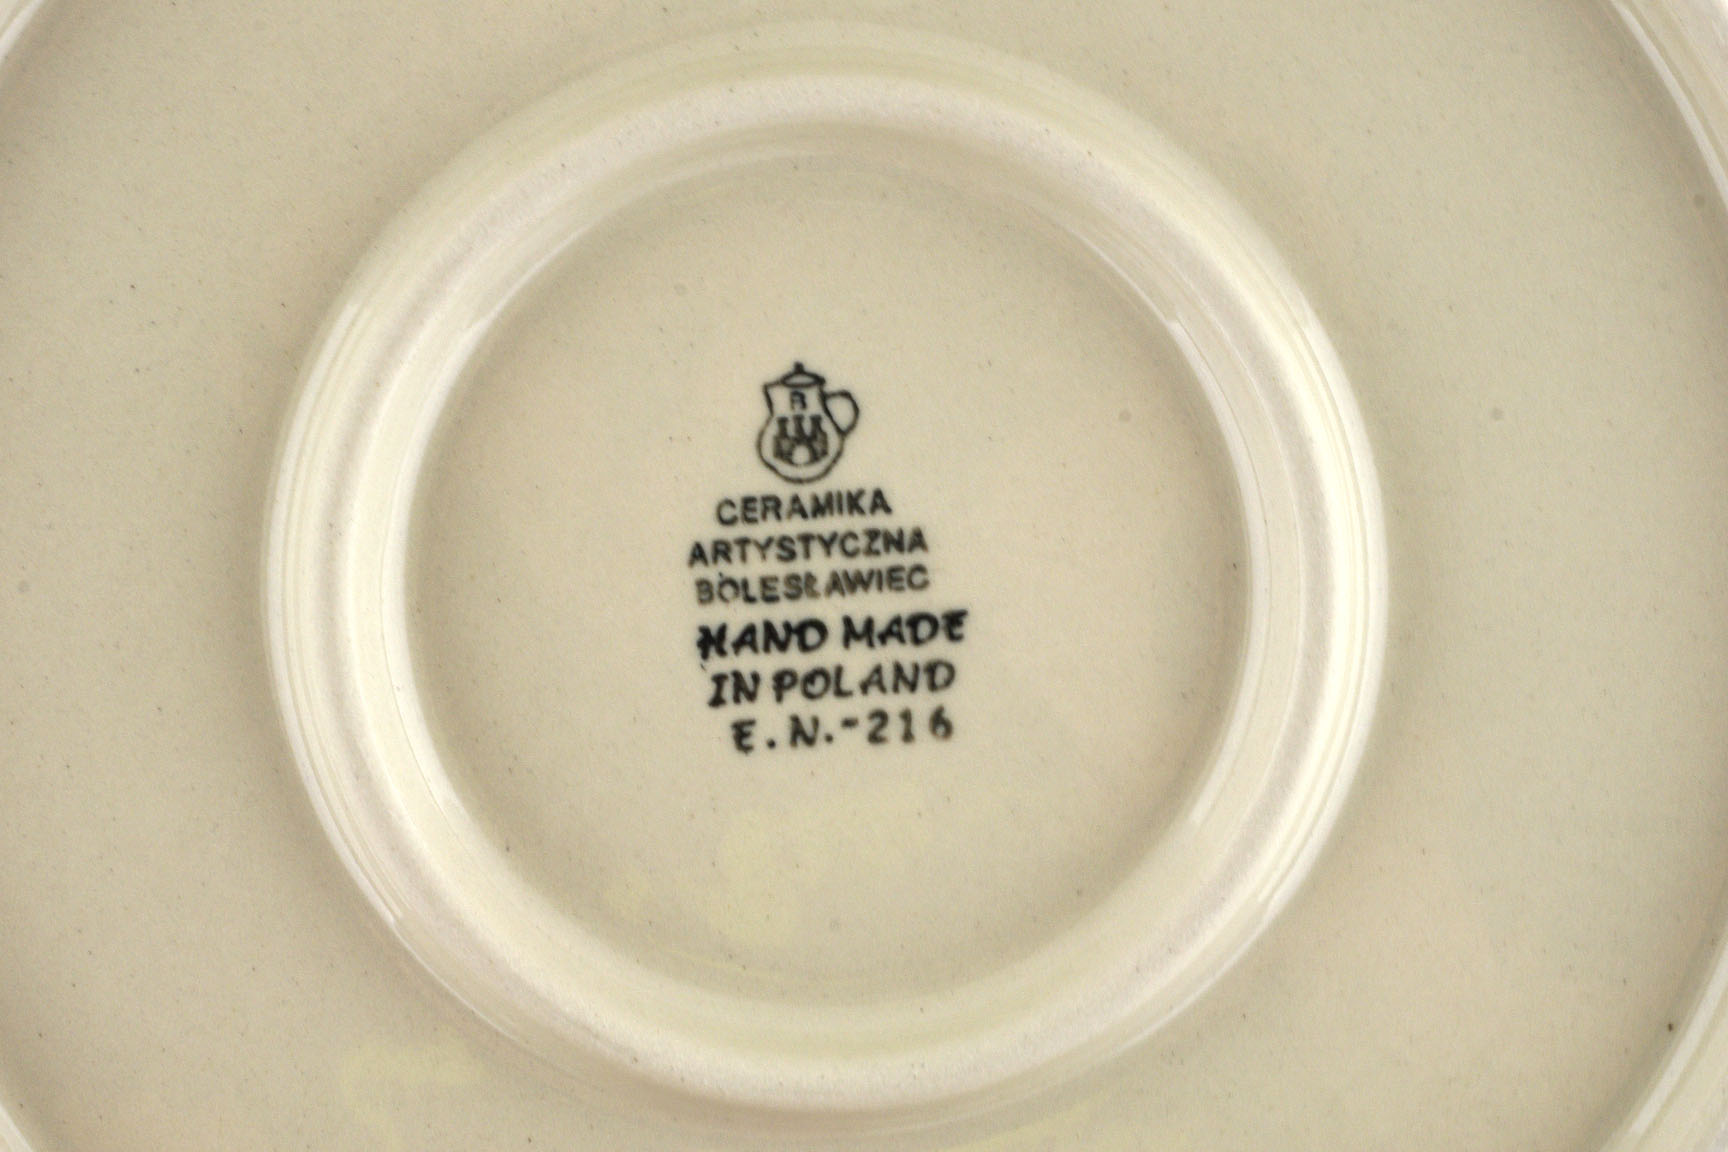 B
CERAMIKA
ARTYSTYCZNA
BOLESŁAWIEC
HAND MADE
IN POLAND
E.N.-216